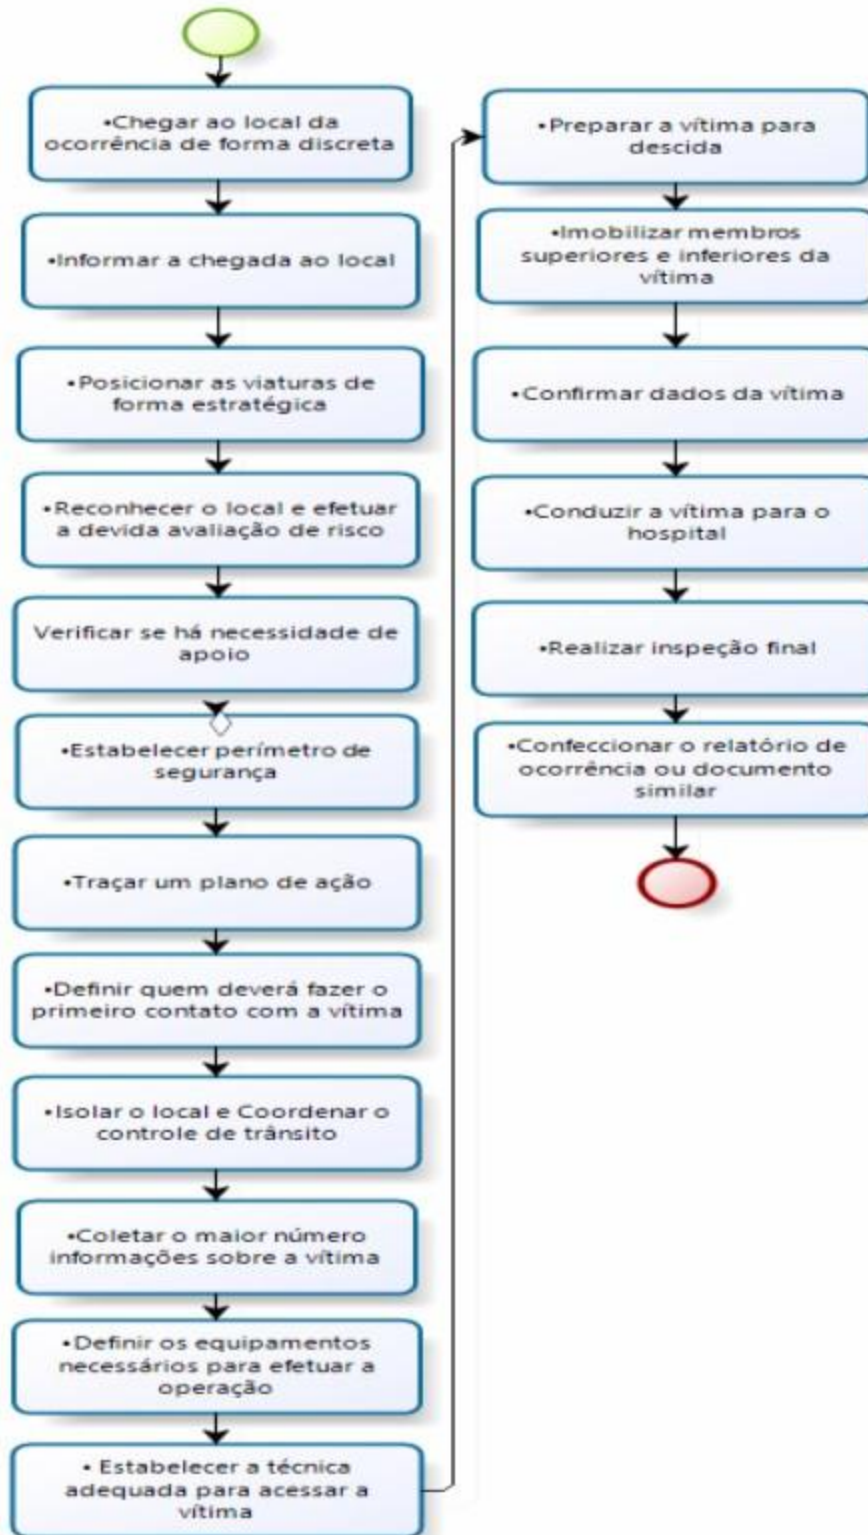 •Chegar ao local da
ocorrência de forma discreta
•Informar a chegada ao local
•Posicionar as viaturas de
forma estratégica
•Reconhecer o local e efetuar
a devida avaliação de risco
Verificar se há necessidade de
apoio
•Estabelecer perímetro de
segurança
•Traçar um plano de ação
•Definir quem deverá fazer o
primeiro contato com a vítima
•Isolar o local e Coordenar o
controle de trânsito
•Coletar o maior número
informações sobre a vítima
•Definir os equipamentos
necessários para efetuar a
operação
• Estabelecer a técnica
adequada para acessar a
vítima
•Preparar a vítima para
descida
•Imobilizar membros
superiores e inferiores da
vítima
•Confirmar dados da vítima
•Conduzir a vítima para o
hospital
•Realizar inspeção final
•Confeccionar o relatório de
ocorrência ou documento
similar